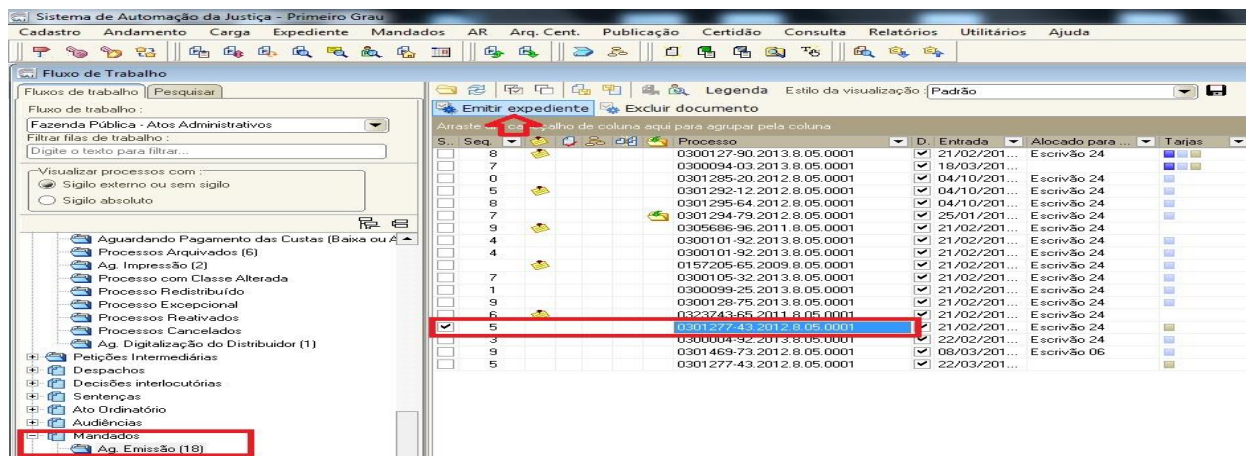 Sistema de Automação da Justiça - Primeiro Grau
Cadastro Andamento Carga Expediente Mandados AR Arq. Cent. Publicação Certidão Consulta Relatórios Utilitários Ajuda
Fluxo de Trabalho
Fluxos de trabalho Pesquisar
Fluxo de trabalho :
Fazenda Pública - Atos Administrativos
Filtrar filas de trabalho :
Digite o texto para filtrar...
Visualizar processos com :
Sigilo externo ou sem sigilo
Sigilo absoluto
Aguardando Pagamento das Custas (Baixa ou A
Processos Arquivados (6)
Ag. Impressão (2)
Processo com Classe Alterada
Processo Redistribuído
Processo Excepcional
Processos Reativados
Processos Cancelados
Ag. Digitalização do Distribuidor (1)
Petições Intermediárias
Despachos
Decisões interlocutórias
Sentenças
Ato Ordinatório
Audiências
Mandados
Ag. Emissão (18)
Legenda Estilo da visualização : Padrão
Emitir expediente Excluir documento
Arraste de coluna aqui para agrupar pela coluna
S.. Seq. Processo D. Entrada Alocado para ... Tarjas
8 0300127-90.2013.8.05.0001 21/02/201... Escrivão 24
7 0300094-03.2013.8.05.0001 18/03/201...
0 0301285-20.2012.8.05.0001 04/10/201... Escrivão 24
5 0301292-12.2012.8.05.0001 04/10/201... Escrivão 24
8 0301295-64.2012.8.05.0001 04/10/201... Escrivão 24
7 0301294-79.2012.8.05.0001 25/01/201... Escrivão 24
9 0305686-96.2011.8.05.0001 21/02/201... Escrivão 24
4 0300101-92.2013.8.05.0001 21/02/201... Escrivão 24
4 0300101-92.2013.8.05.0001 21/02/201... Escrivão 24
0157205-65.2009.8.05.0001 21/02/201... Escrivão 24
7 0300105-32.2013.8.05.0001 21/02/201... Escrivão 24
1 0300099-25.2013.8.05.0001 21/02/201... Escrivão 24
9 0300128-75.2013.8.05.0001 21/02/201... Escrivão 24
6 0323743-65.2011.8.05.0001 21/02/201... Escrivão 24
5 0301277-43.2012.8.05.0001 21/02/201... Escrivão 24
3 0300004-92.2013.8.05.0001 22/02/201... Escrivão 24
9 0301469-73.2012.8.05.0001 08/03/201... Escrivão 06
5 0301277-43.2012.8.05.0001 22/03/201...